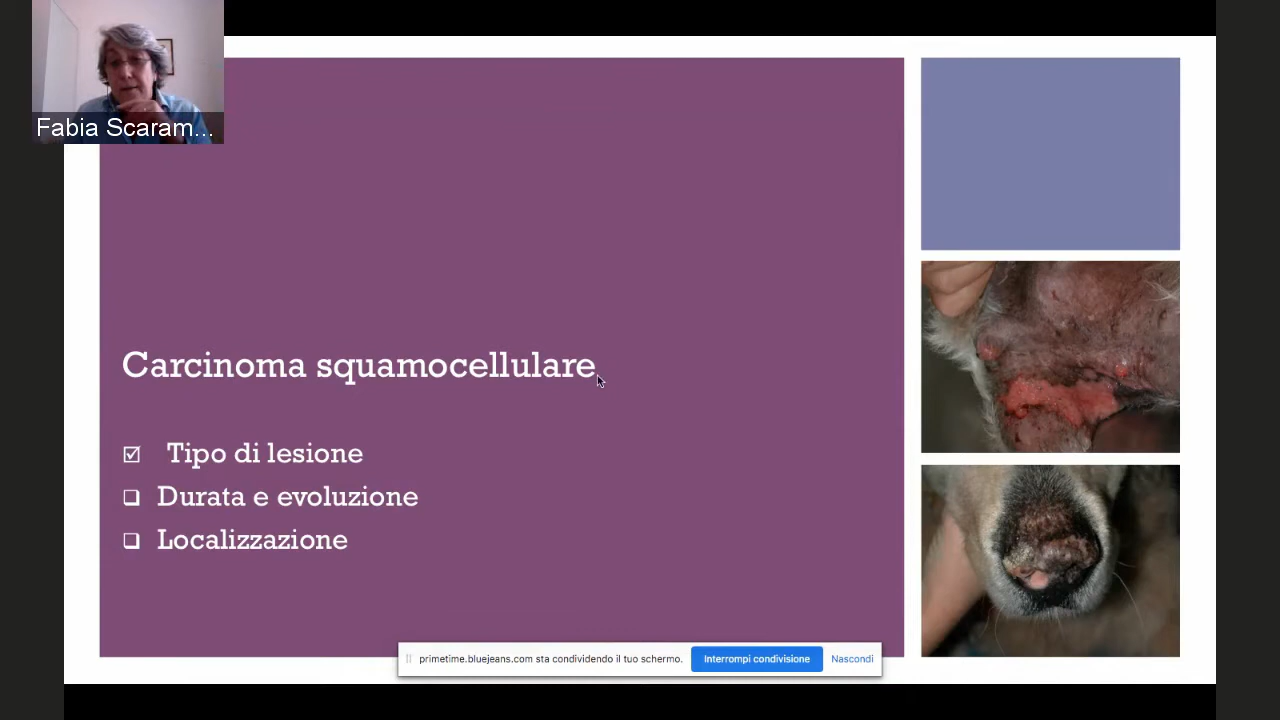 Fabia Scaram...
Carcinoma squamocellulare
Tipo di lesione
Durata e evoluzione
Localizzazione
primetime.bluejeans.com sta condividendo il tuo schermo. Interrompi condivisione Nascondi